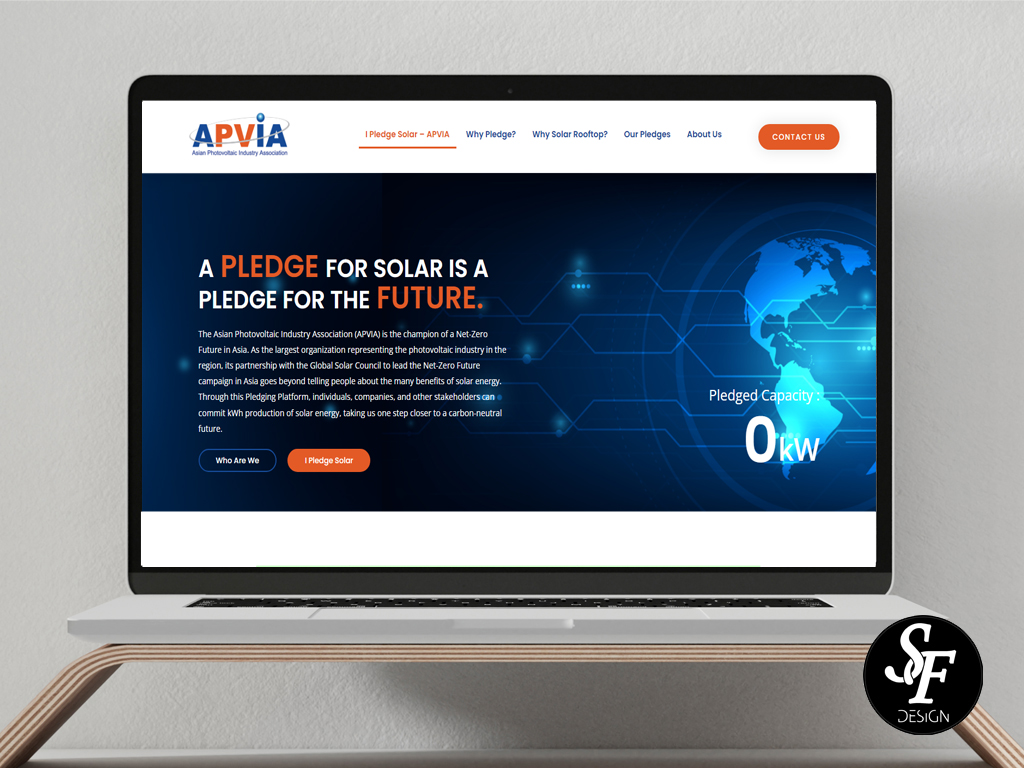 APViA
Asian Photovoltaic Industry Association
I Pledge Solar – APVIA
Why Pledge?
Why Solar Rooftop?
Our Pledges
About Us
CONTACT US
A PLEDGE FOR SOLAR IS A
PLEDGE FOR THE FUTURE.
The Asian Photovoltaic Industry Association (APVIA) is the champion of a Net-Zero
Future in Asia. As the largest organization representing the photovoltaic industry in the
region, its partnership with the Global Solar Council to lead the Net-Zero Future
campaign in Asia goes beyond telling people about the many benefits of solar energy.
Through this Pledging Platform, individuals, companies, and other stakeholders can
commit kWh production of solar energy, taking us one step closer to a carbon-neutral
future.
Who Are We
I Pledge Solar
Pledged Capacity :
0kW
SF
DESIGN